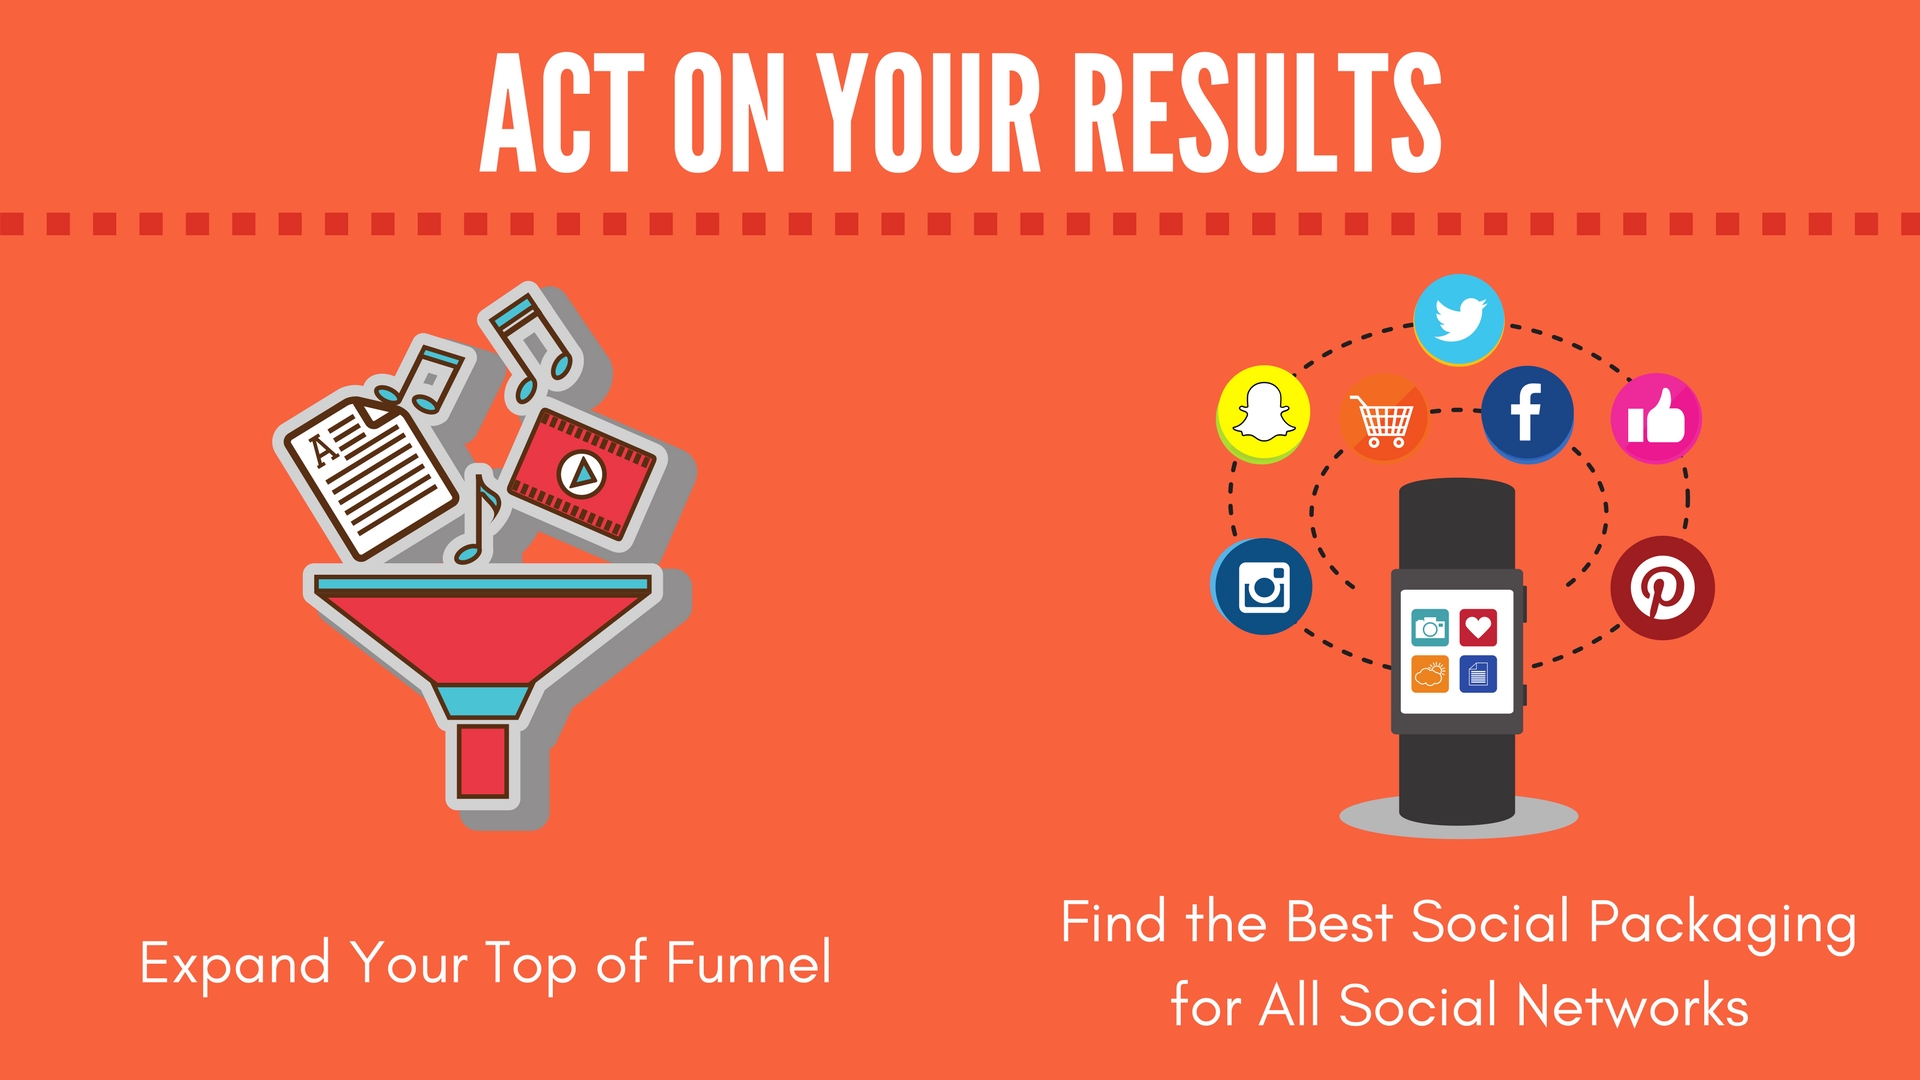 ACT ON YOUR RESULTS
A
Expand Your Top of Funnel
Find the Best Social Packaging
for All Social Networks